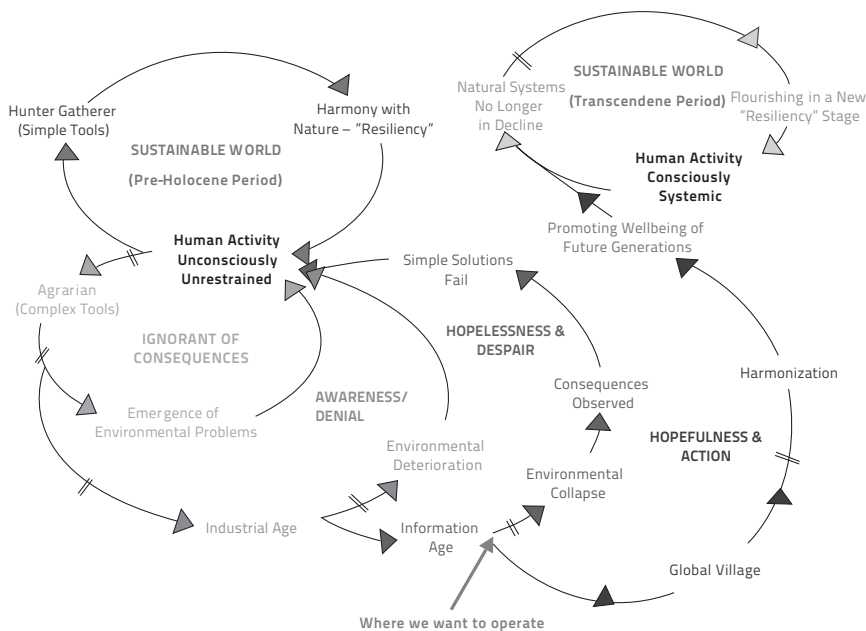 Hunter Gatherer
(Simple Tools)
Harmony with
Nature – "Resiliency"
SUSTAINABLE WORLD
(Pre-Holocene Period)
Human Activity
Unconsciously
Unrestrained
Agrarian
(Complex Tools)
IGNORANT OF
CONSEQUENCES
Emergence of
Environmental Problems
AWARENESS/
DENIAL
Industrial Age
Environmental
Deterioration
Information
Age
Simple Solutions
Fail
HOPELESSNESS &
DESPAIR
Consequences
Observed
Environmental
Collapse
Where we want to operate
Global Village
HOPEFULNESS &
ACTION
Harmonization
Promoting Wellbeing of
Future Generations
Human Activity
Consciously
Systemic
Natural Systems
No Longer
in Decline
SUSTAINABLE WORLD
(Transcendene Period)
Flourishing in a New
"Resiliency" Stage